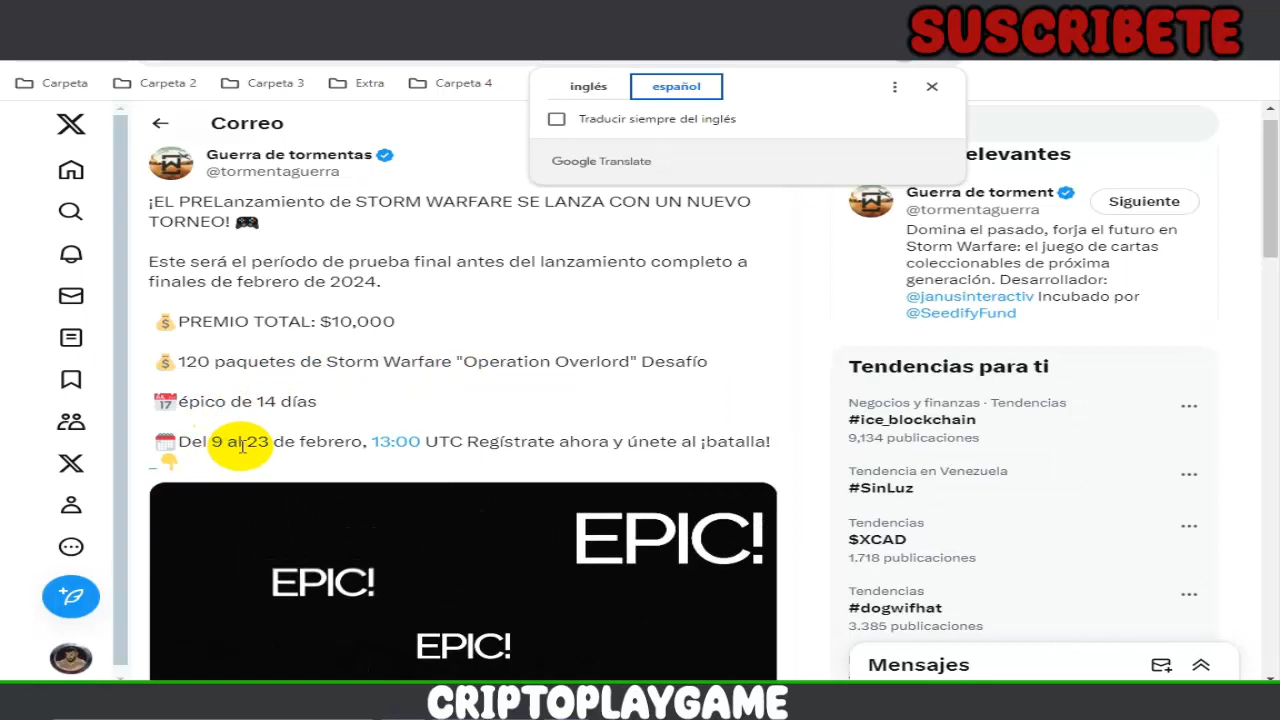 SUSCRIBETE
Carpeta
Carpeta 2
Carpeta 3
Extra
Carpeta 4
inglés
español
Traducir siempre del inglés
Google Translate
Correo
Guerra de tormentas
@tormentaguerra
¡EL PRELanzamiento de STORM WARFARE SE LANZA CON UN NUEVO
TORNEO!
Este será el período de prueba final antes del lanzamiento completo a
finales de febrero de 2024.
PREMIO TOTAL: $10,000
120 paquetes de Storm Warfare "Operation Overlord" Desafío
épico de 14 días
Del 9 al 23 de febrero, 13:00 UTC Regístrate ahora y únete al ¡batalla!
EPIC!
EPIC!
EPIC!
elevantes
Guerra de torment
@tormentaguerra
Siguiente
Domina el pasado, forja el futuro en
Storm Warfare: el juego de cartas
coleccionables de próxima
generación. Desarrollador:
@janusinteractiv Incubado por
@SeedifyFund
Tendencias para ti
Negocios y finanzas · Tendencias
#ice_blockchain
9,134 publicaciones
Tendencia en Venezuela
#SinLuz
Tendencias
$XCAD
1.718 publicaciones
Tendencias
#dogwifhat
3.385 publicaciones
Mensajes
CRIPTOPLAYGAME